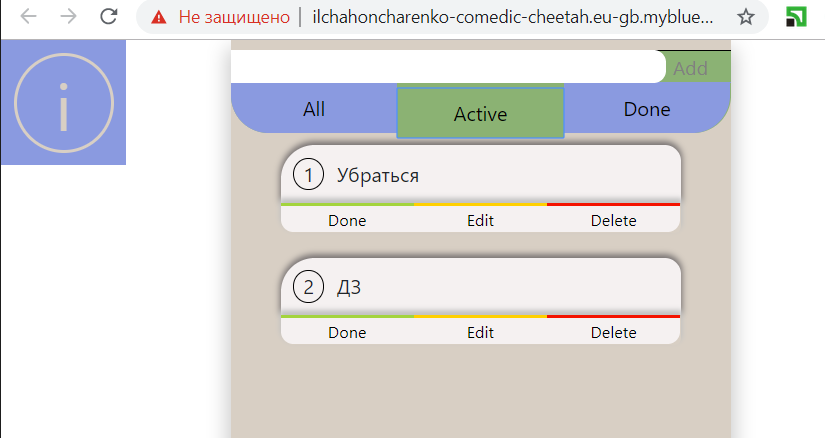 Не защищено | ilchahoncharenko-comedic-cheetah.eu-gb.myblue...
i
Add
All Active Done
1 Убраться
Done Edit Delete
2 ДЗ
Done Edit Delete